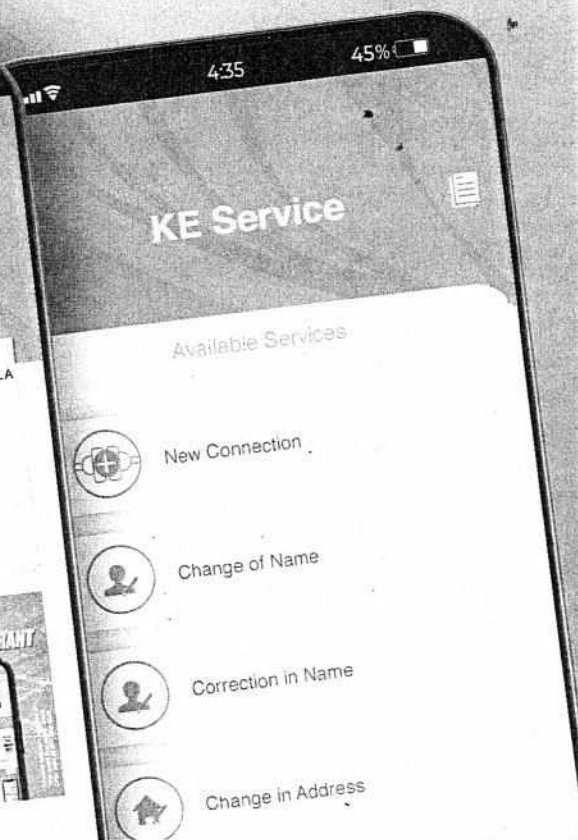 4:35
45%
KE Service
Available Services
New Connection
Change of Name
Correction in Name
Change in Address